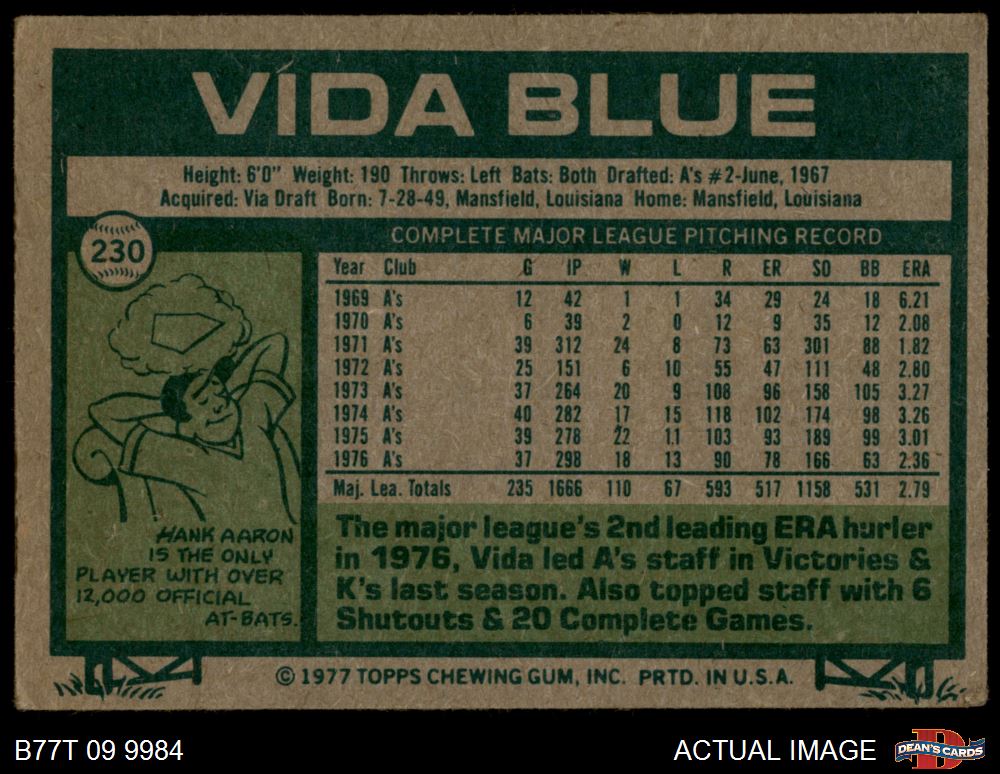 VIDA BLUE
Height: 6'0" Weight: 190 Throws: Left Bats: Both Drafted: A's #2-June, 1967
Acquired: Via Draft Born: 7-28-49, Mansfield, Louisiana Home: Mansfield, Louisiana
230
COMPLETE MAJOR LEAGUE PITCHING RECORD
Year Club G IP W L R ER SO BB ERA
1969 A's 12 42 1 1 34 29 24 18 6.21
1970 A's 6 39 2 0 12 9 35 12 2.08
1971 A's 39 312 24 8 73 63 301 88 1.82
1972 A's 25 151 6 10 55 47 111 48 2.80
1973 A's 37 264 20 9 108 96 158 105 3.27
1974 A's 40 282 17 15 118 102 174 98 3.26
1975 A's 39 278 22 11 103 93 189 99 3.01
1976 A's 37 298 18 13 90 78 166 63 2.36
Maj. Lea. Totals 235 1666 110 67 593 517 1158 531 2.79
HANK AARON
IS THE ONLY
PLAYER WITH OVER
12,000 OFFICIAL
AT-BATS.
The major league's 2nd leading ERA hurler
in 1976, Vida led A's staff in Victories &
K's last season. Also topped staff with 6
Shutouts & 20 Complete Games.
© 1977 TOPPS CHEWING GUM, INC. PRTD. IN U.S.A.
B77T 09 9984
ACTUAL IMAGE
D
DEAN'S CARDS